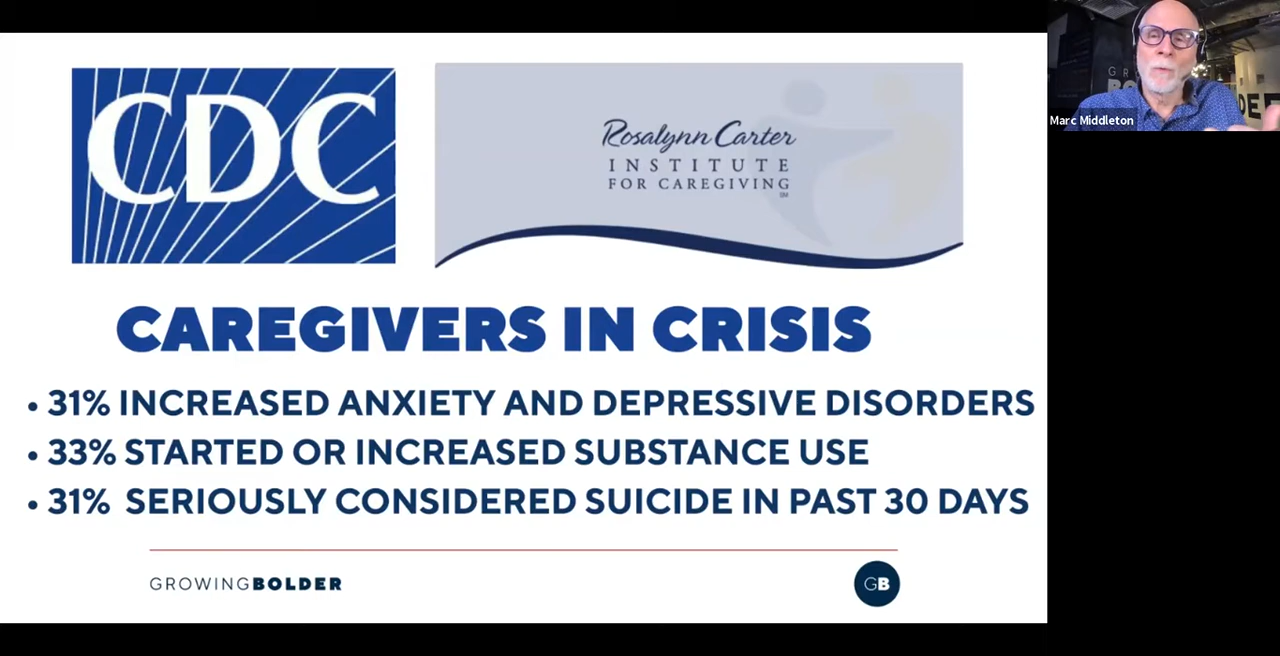 CDC
Rosalynn Carter
INSTITUTE
FOR CAREGIVING
SM
CAREGIVERS IN CRISIS
• 31% INCREASED ANXIETY AND DEPRESSIVE DISORDERS
• 33% STARTED OR INCREASED SUBSTANCE USE
• 31% SERIOUSLY CONSIDERED SUICIDE IN PAST 30 DAYS
GROWINGBOLDER
GB
Marc Middleton